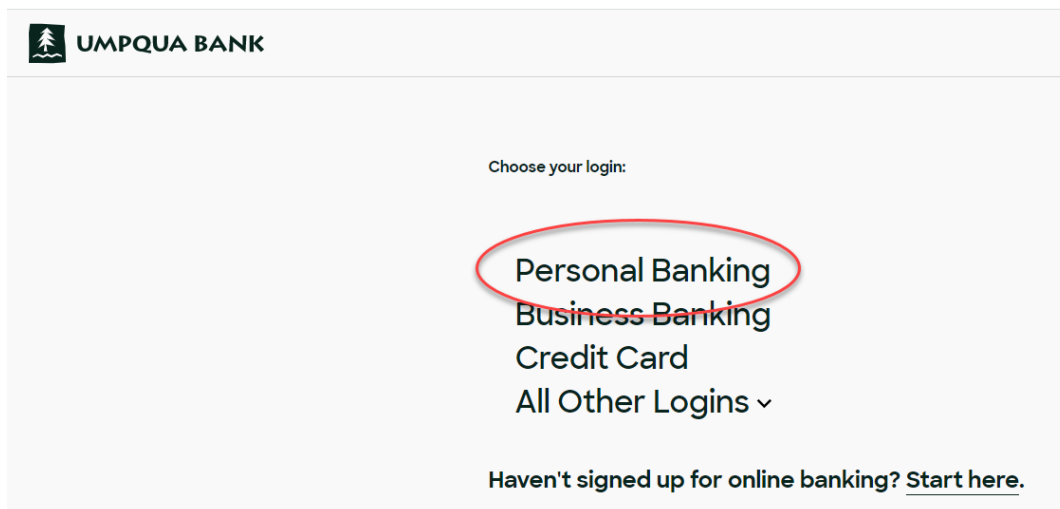 UMPQUA BANK
Choose your login:
Personal Banking
Business Banking
Credit Card
All Other Logins
Haven't signed up for online banking? Start here.